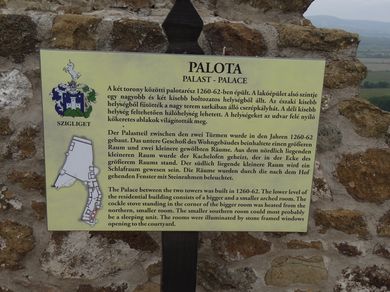 PALOTA
PALAST - PALACE
A két torony közötti palotarész 1260-62-ben épült. A lakóépület alsó szintje
egy nagyobb és két kisebb boltozatos helységből állt. Az északi kisebb
helységből fűtötték a nagy terem sarkában álló cserépkályhát. A déli kisebb
helység feltehetően hálóhelység lehetett. A helységeket az udvar felé nyíló
kőkeretes ablakok világították meg.
SZIGLIGET
Der Palastteil zwischen den zwei Türmen wurde in den Jahren 1260-62
gebaut. Das untere Geschoß des Wohngebäudes beinhaltete einen größeren
Raum und zwei kleinere gewölbten Räume. Aus dem nördlich liegenden
kleineren Raum wurde der Kachelofen geheizt, der in der Ecke des
größerem Raums stand. Der südlich liegende kleinere Raum wird ein
Schlafraum gewesen sein. Die Räume wurden durch die nach dem Hof
gehenden Fenster mit Steinrahmen beleuchtet.
The Palace between the two towers was built in 1260-62. The lower level of
the residential building consists of a bigger and a smaller arched room. The
cockle stove standing in the corner of the bigger room was heated from the
northern, smaller room. The smaller southern room could most probably
be a sleeping unit. The rooms were illuminated by stone framed windows
opening to the courtyard.